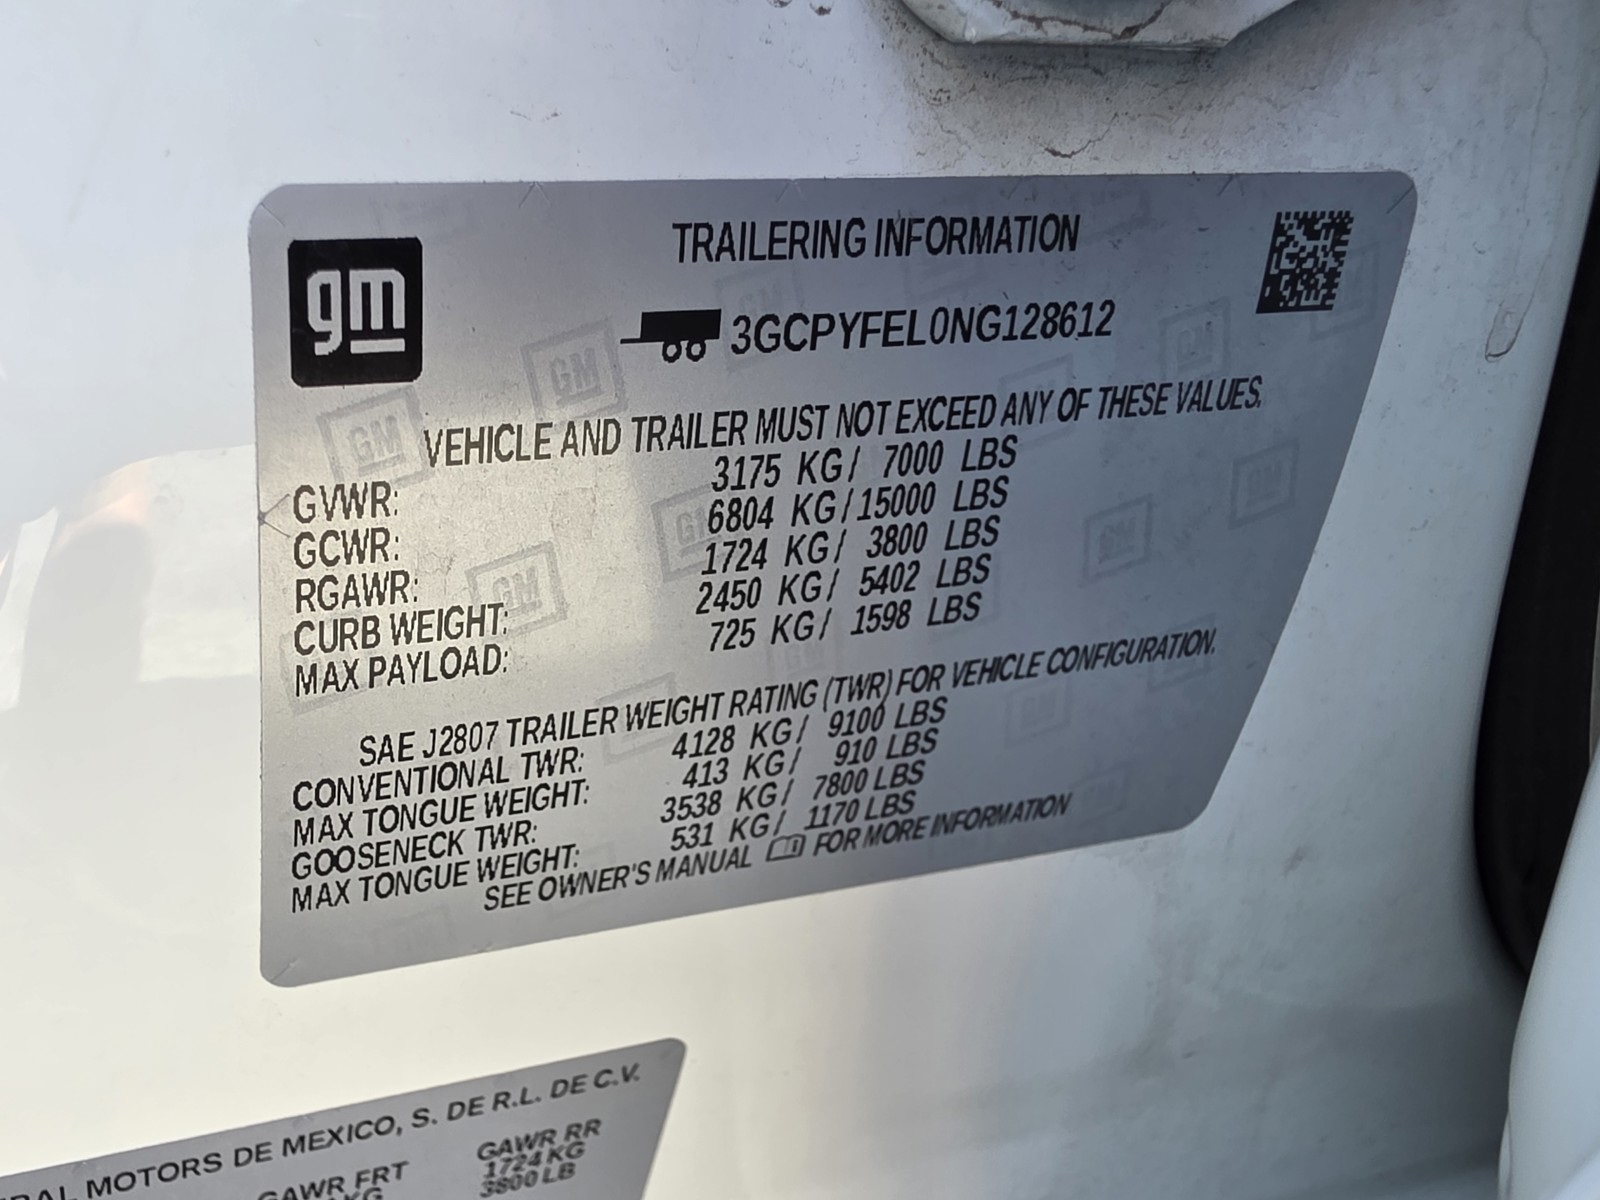 gm
TRAILERING INFORMATION
3GCPYFEL0NG128612
VEHICLE AND TRAILER MUST NOT EXCEED ANY OF THESE VALUES.
GVWR: 3175 KG/ 7000 LBS
GCWR: 6804 KG/15000 LBS
RGAWR: 1724 KG/ 3800 LBS
CURB WEIGHT: 2450 KG/ 5402 LBS
MAX PAYLOAD: 725 KG/ 1598 LBS
SAE J2807 TRAILER WEIGHT RATING (TWR) FOR VEHICLE CONFIGURATION.
CONVENTIONAL TWR: 4128 KG/ 9100 LBS
MAX TONGUE WEIGHT: 413 KG/ 910 LBS
GOOSENECK TWR: 3538 KG/ 7800 LBS
MAX TONGUE WEIGHT: 531 KG/ 1170 LBS
SEE OWNER'S MANUAL FOR MORE INFORMATION
MOTORS DE MEXICO, S. DE R.L. DE C.V.
GAWR FRT GAWR RR
KG 1724 KG
3800 LB